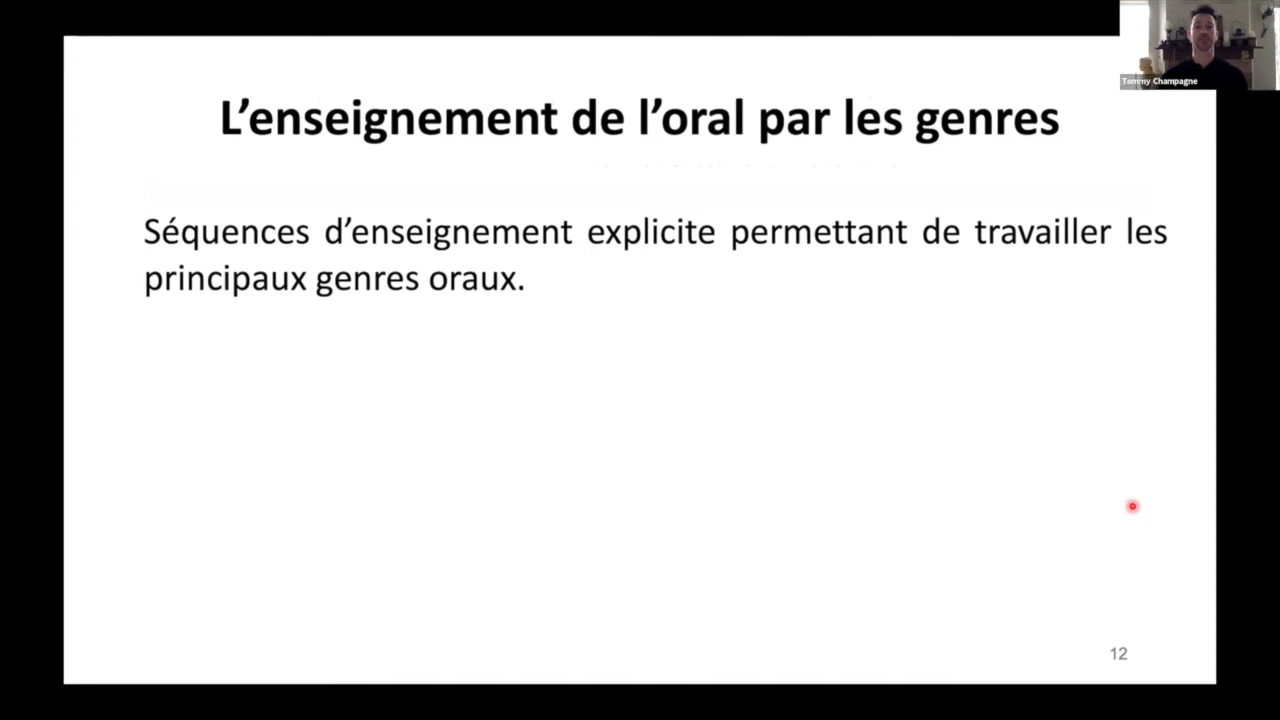 Tommy Champagne
L’enseignement de l’oral par les genres
Séquences d’enseignement explicite permettant de travailler les
principaux genres oraux.
12